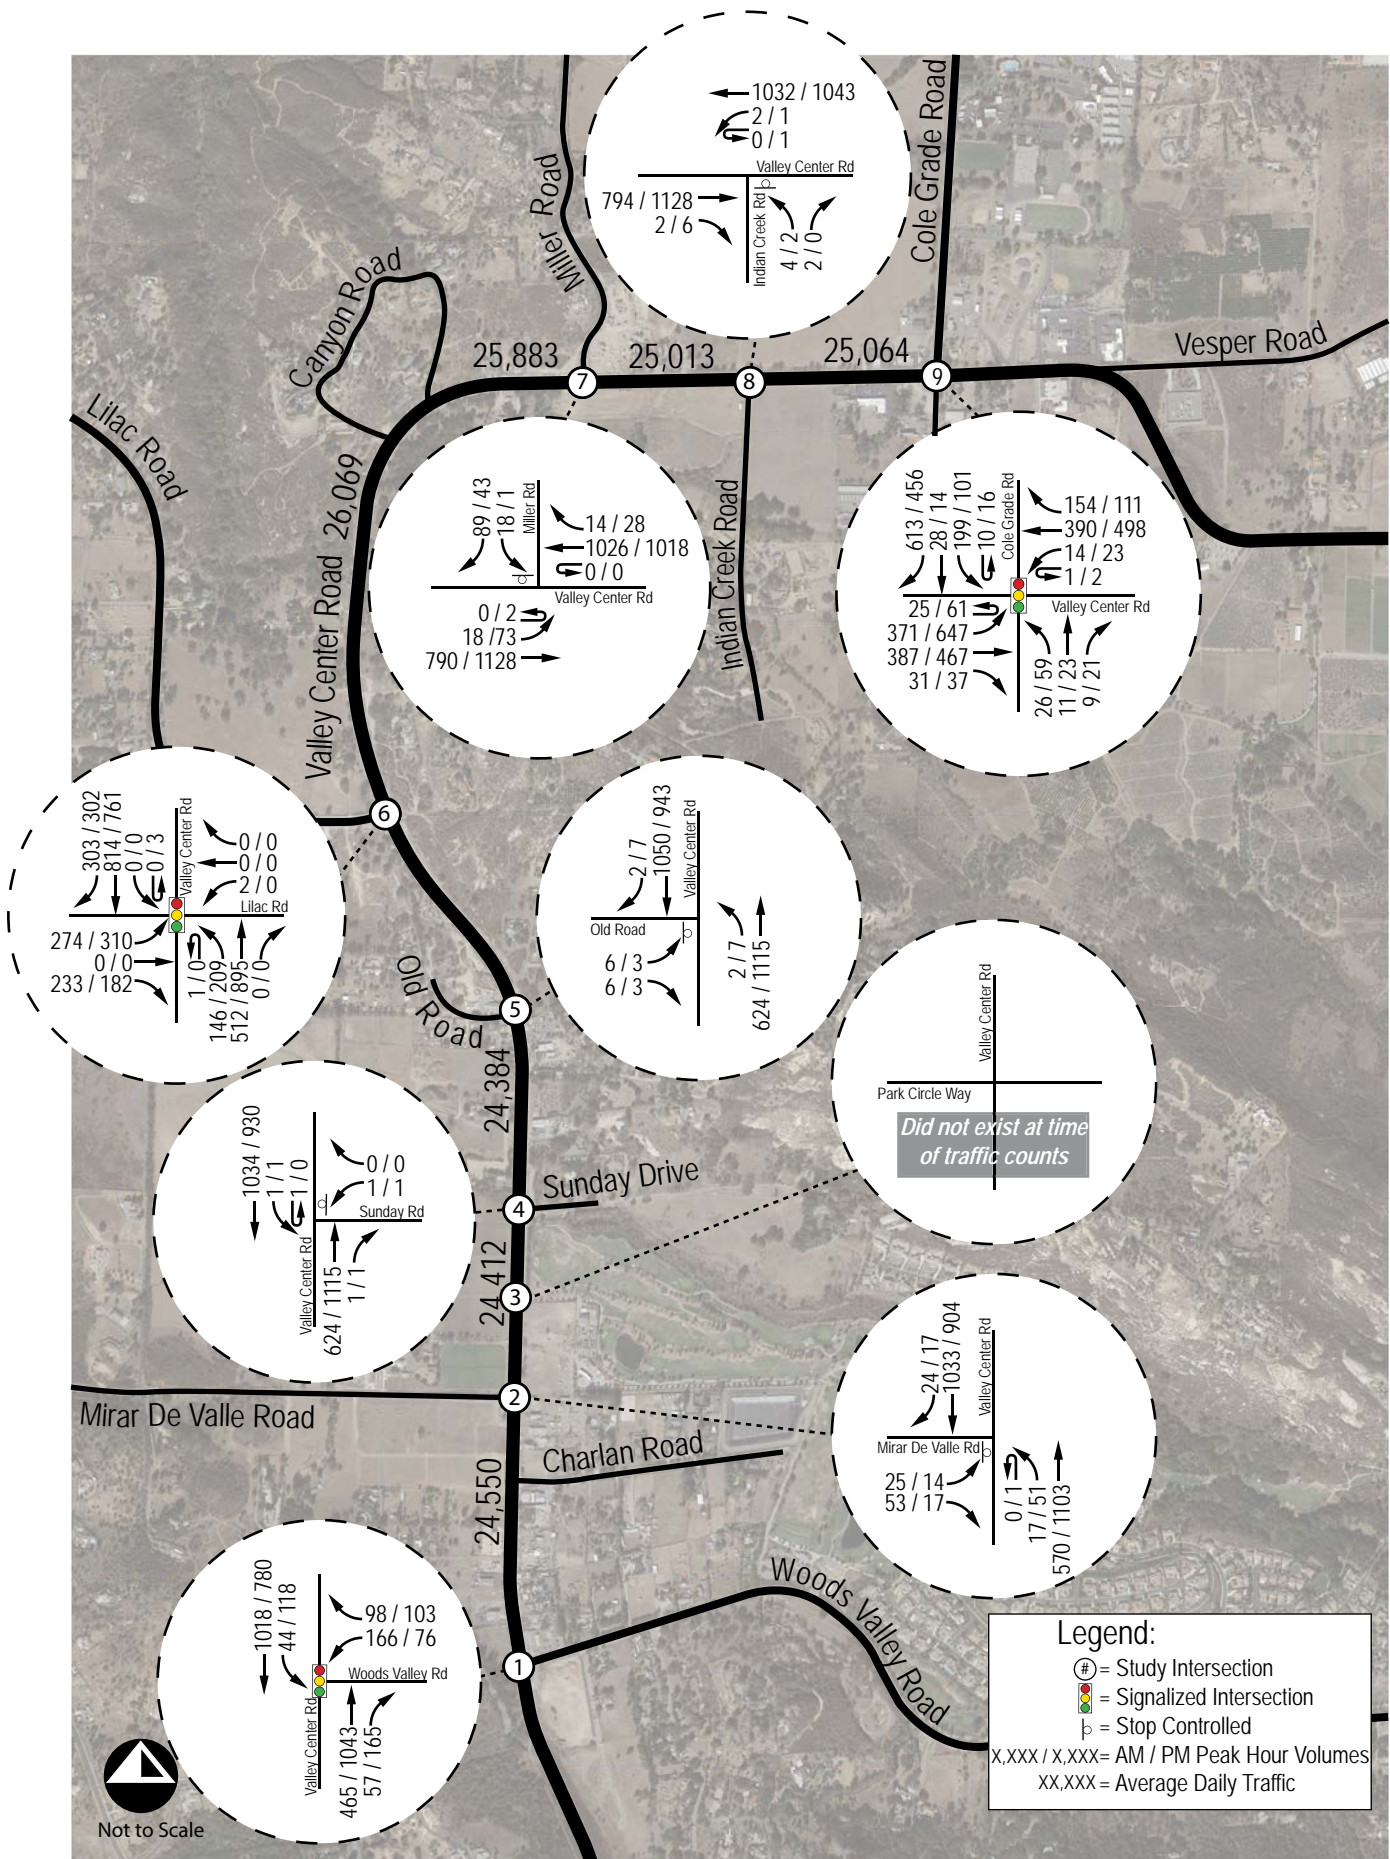 1032 / 1043
2 / 1
0 / 1
Valley Center Rd
794 / 1128
2 / 6
Indian Creek Rd
4 / 2
2 / 0
Cole Grade Road
Miller Road
Canyon Road
Lilac Road
25,883
25,013
25,064
Vesper Road
7
8
9
26,069
Valley Center Road
89 / 43
18 / 1
Miller Rd
14 / 28
1026 / 1018
0 / 0
Valley Center Rd
0 / 2
18 /73
790 / 1128
Indian Creek Road
613 / 456
28 / 14
199 / 101
10 / 16
Cole Grade Rd
154 / 111
390 / 498
14 / 23
1 / 2
Valley Center Rd
25 / 61
371 / 647
387 / 467
31 / 37
26 / 59
11 / 23
9 / 21
6
303 / 302
814 / 761
0 / 0
0 / 3
Valley Center Rd
0 / 0
0 / 0
2 / 0
Lilac Rd
274 / 310
0 / 0
233 / 182
1 / 0
146 / 209
512 / 895
0 / 0
2 / 7
1050 / 943
Valley Center Rd
Old Road
6 / 3
6 / 3
2 / 7
624 / 1115
Old Road
5
24,384
Valley Center Rd
Park Circle Way
Did not exist at time
of traffic counts
1034 / 930
1 / 1
1 / 0
0 / 0
1 / 1
Sunday Rd
Valley Center Rd
624 / 1115
1 / 1
Sunday Drive
4
24,412
3
2
Mirar De Valle Road
24 / 17
1033 / 904
Valley Center Rd
Mirar De Valle Rd
25 / 14
53 / 17
0 / 1
17 / 51
570 / 1103
Charlan Road
24,550
Woods Valley Road
1018 / 780
44 / 118
98 / 103
166 / 76
Woods Valley Rd
Valley Center Rd
465 / 1043
57 / 165
1
Not to Scale
Legend:
# = Study Intersection
= Signalized Intersection
= Stop Controlled
X,XXX / X,XXX= AM / PM Peak Hour Volumes
XX,XXX = Average Daily Traffic